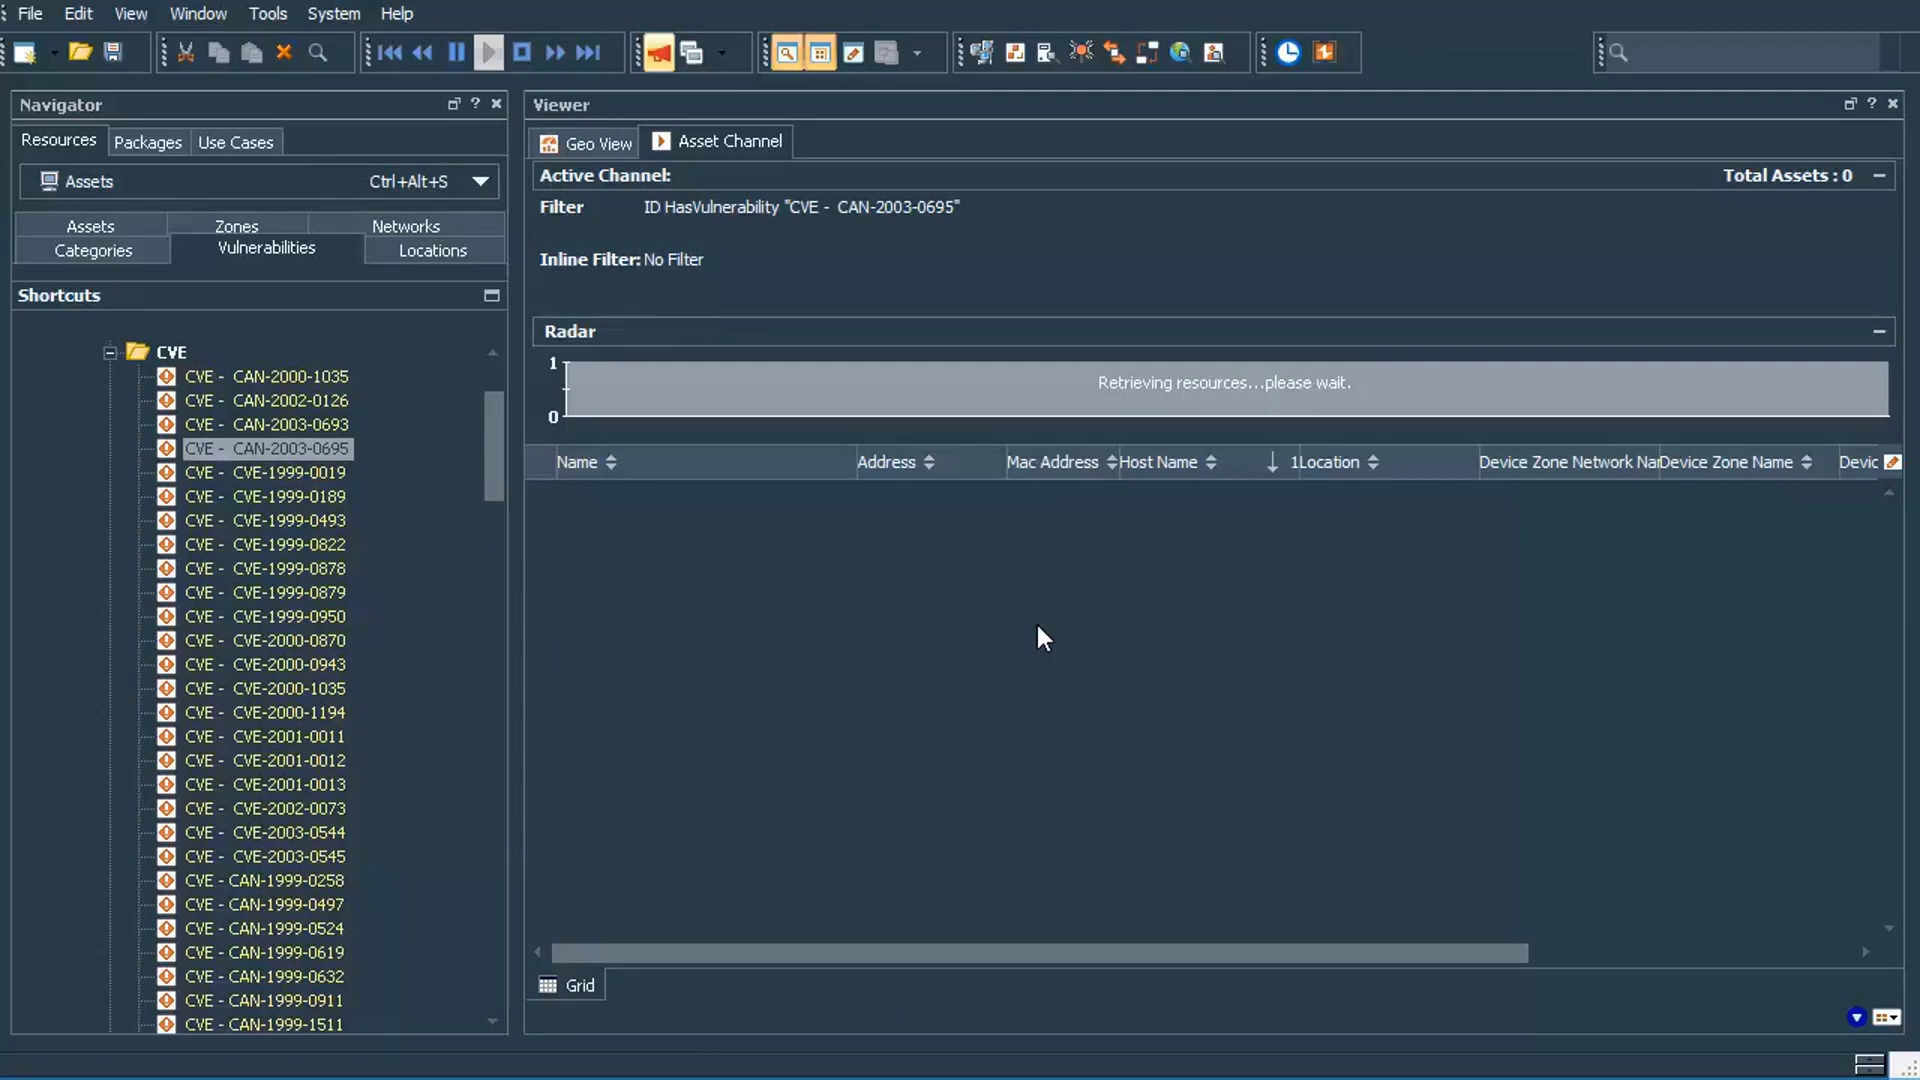 File Edit View Window Tools System Help
Navigator
Resources Packages Use Cases
Assets Ctrl+Alt+S
Assets Zones Networks
Categories Vulnerabilities Locations
Shortcuts
CVE
CVE - CAN-2000-1035
CVE - CAN-2002-0126
CVE - CAN-2003-0693
CVE - CAN-2003-0695
CVE - CVE-1999-0019
CVE - CVE-1999-0189
CVE - CVE-1999-0493
CVE - CVE-1999-0822
CVE - CVE-1999-0878
CVE - CVE-1999-0879
CVE - CVE-1999-0950
CVE - CVE-2000-0870
CVE - CVE-2000-0943
CVE - CVE-2000-1035
CVE - CVE-2000-1194
CVE - CVE-2001-0011
CVE - CVE-2001-0012
CVE - CVE-2001-0013
CVE - CVE-2002-0073
CVE - CVE-2003-0544
CVE - CVE-2003-0545
CVE - CAN-1999-0258
CVE - CAN-1999-0497
CVE - CAN-1999-0524
CVE - CAN-1999-0619
CVE - CAN-1999-0632
CVE - CAN-1999-0911
CVE - CAN-1999-1511
Viewer
Geo View Asset Channel
Active Channel: Total Assets : 0
Filter ID HasVulnerability "CVE - CAN-2003-0695"
Inline Filter: No Filter
Radar
1
Retrieving resources...please wait.
0
Name Address Mac Address Host Name 1 Location Device Zone Network Nar Device Zone Name Devic
Grid